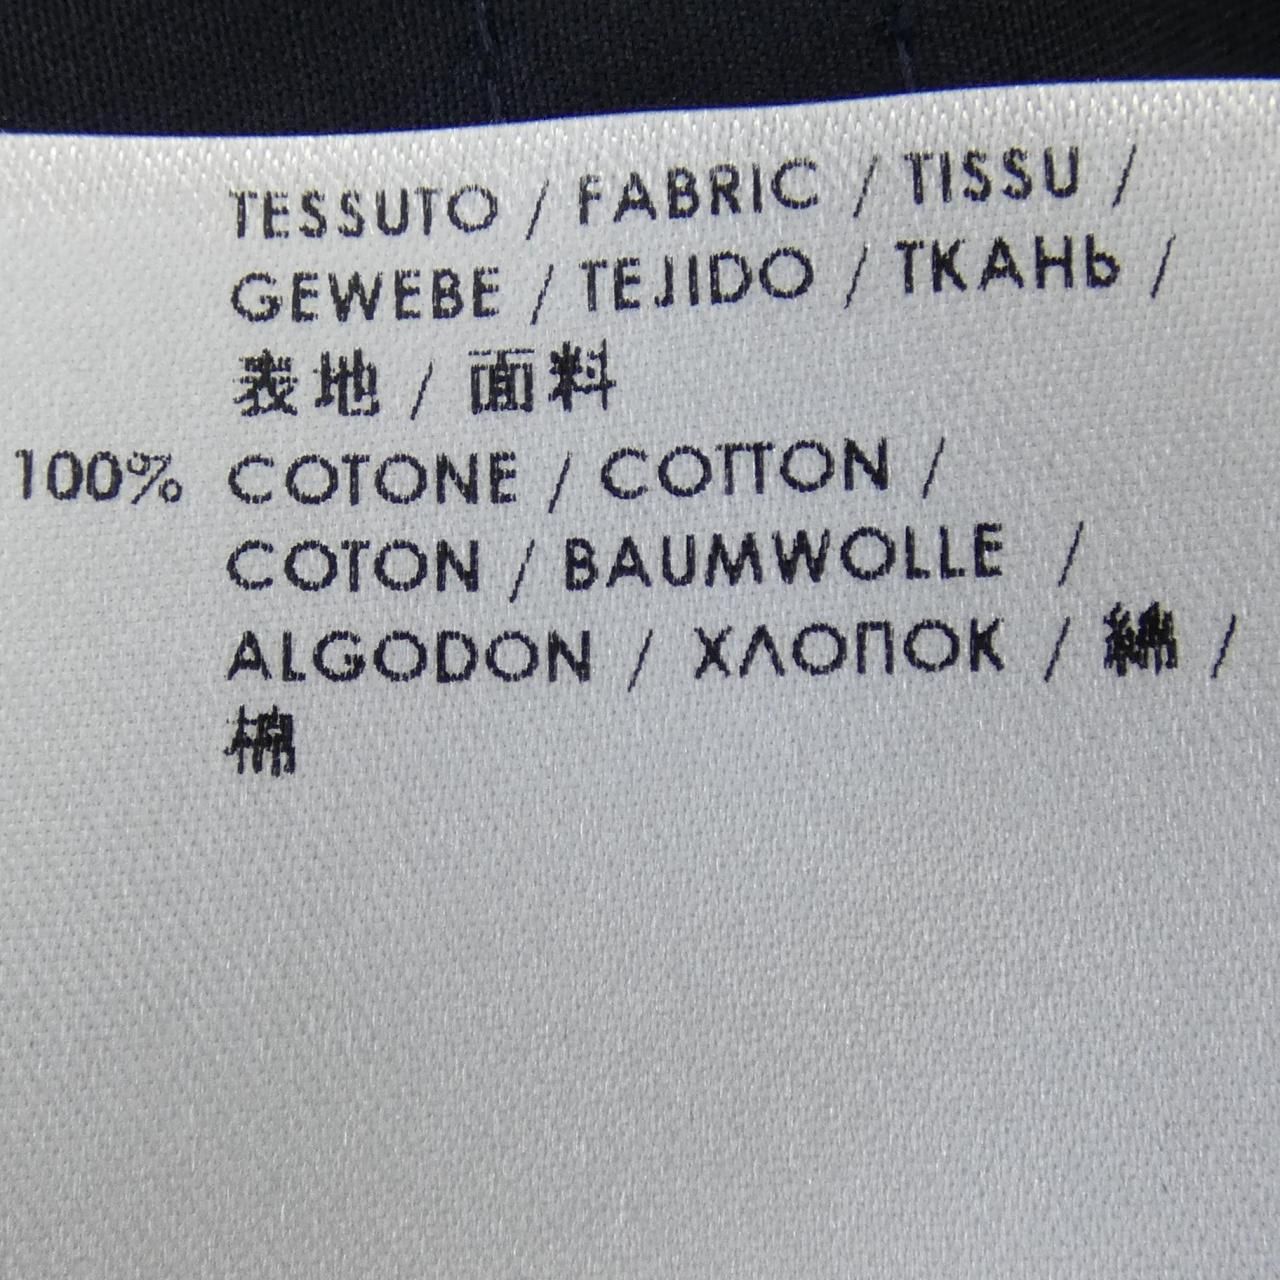 TESSUTO / FABRIC / TISSU /
GEWEBE / TEJIDO / ТКАНЬ /
表地 / 面料
100% COTONE / COTTON /
COTON / BAUMWOLLE /
ALGODON / ХЛОПОК / 綿 /
棉